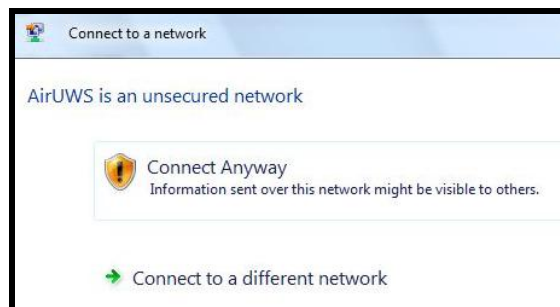 Connect to a network
AirUWS is an unsecured network
Connect Anyway
Information sent over this network might be visible to others.
Connect to a different network